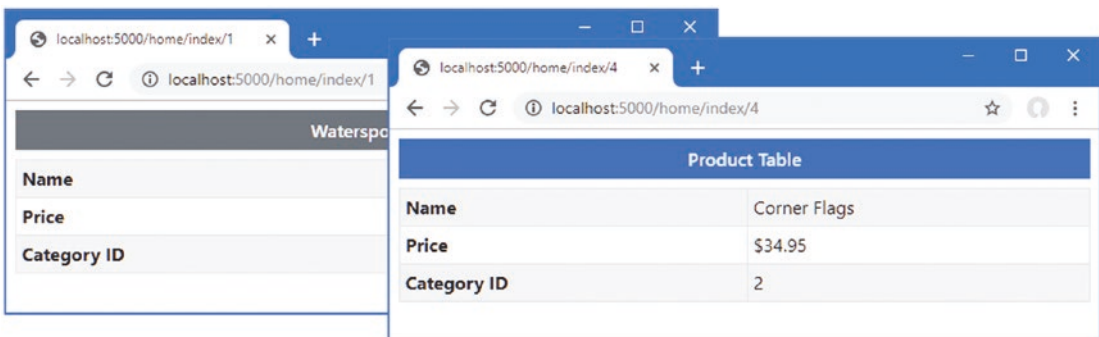 localhost:5000/home/index/1
localhost:5000/home/index/1
Name
Price
Category ID
localhost:5000/home/index/4
localhost:5000/home/index/4
Product Table
Name Corner Flags
Price $34.95
Category ID 2